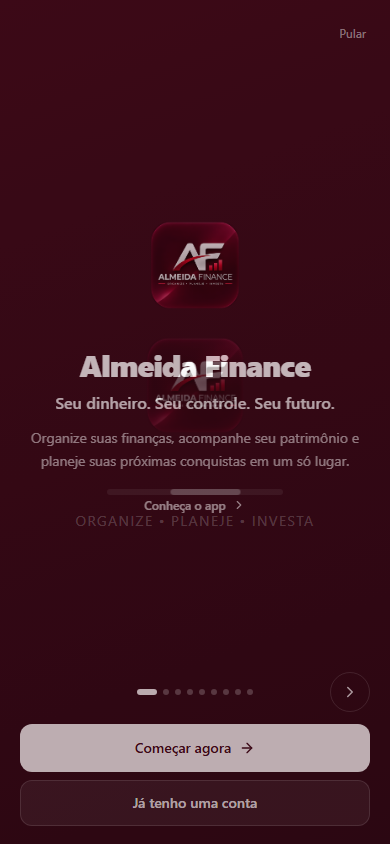 Pular
AF
ALMEIDA FINANCE
Almeida Finance
Seu dinheiro. Seu controle. Seu futuro.
Organize suas finanças, acompanhe seu patrimônio e
planeje suas próximas conquistas em um só lugar.
Conheça o app
ORGANIZE • PLANEJE • INVESTA
Começar agora
Já tenho uma conta